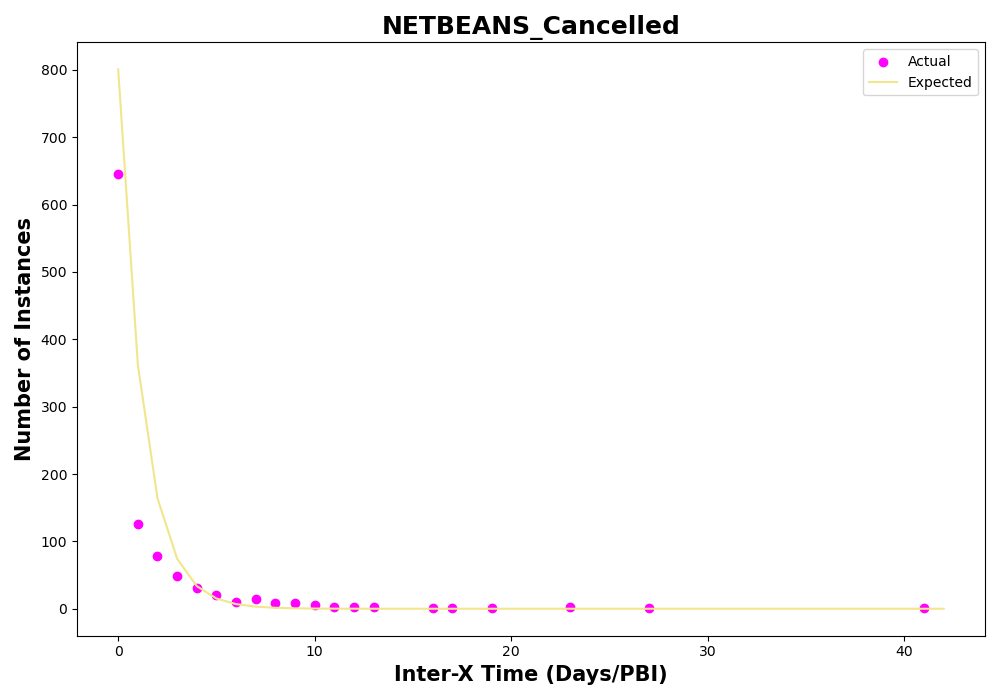 NETBEANS_Cancelled
Actual
Expected
800
700
600
500
400
300
200
100
0
Number of Instances
0 10 20 30 40
Inter-X Time (Days/PBI)